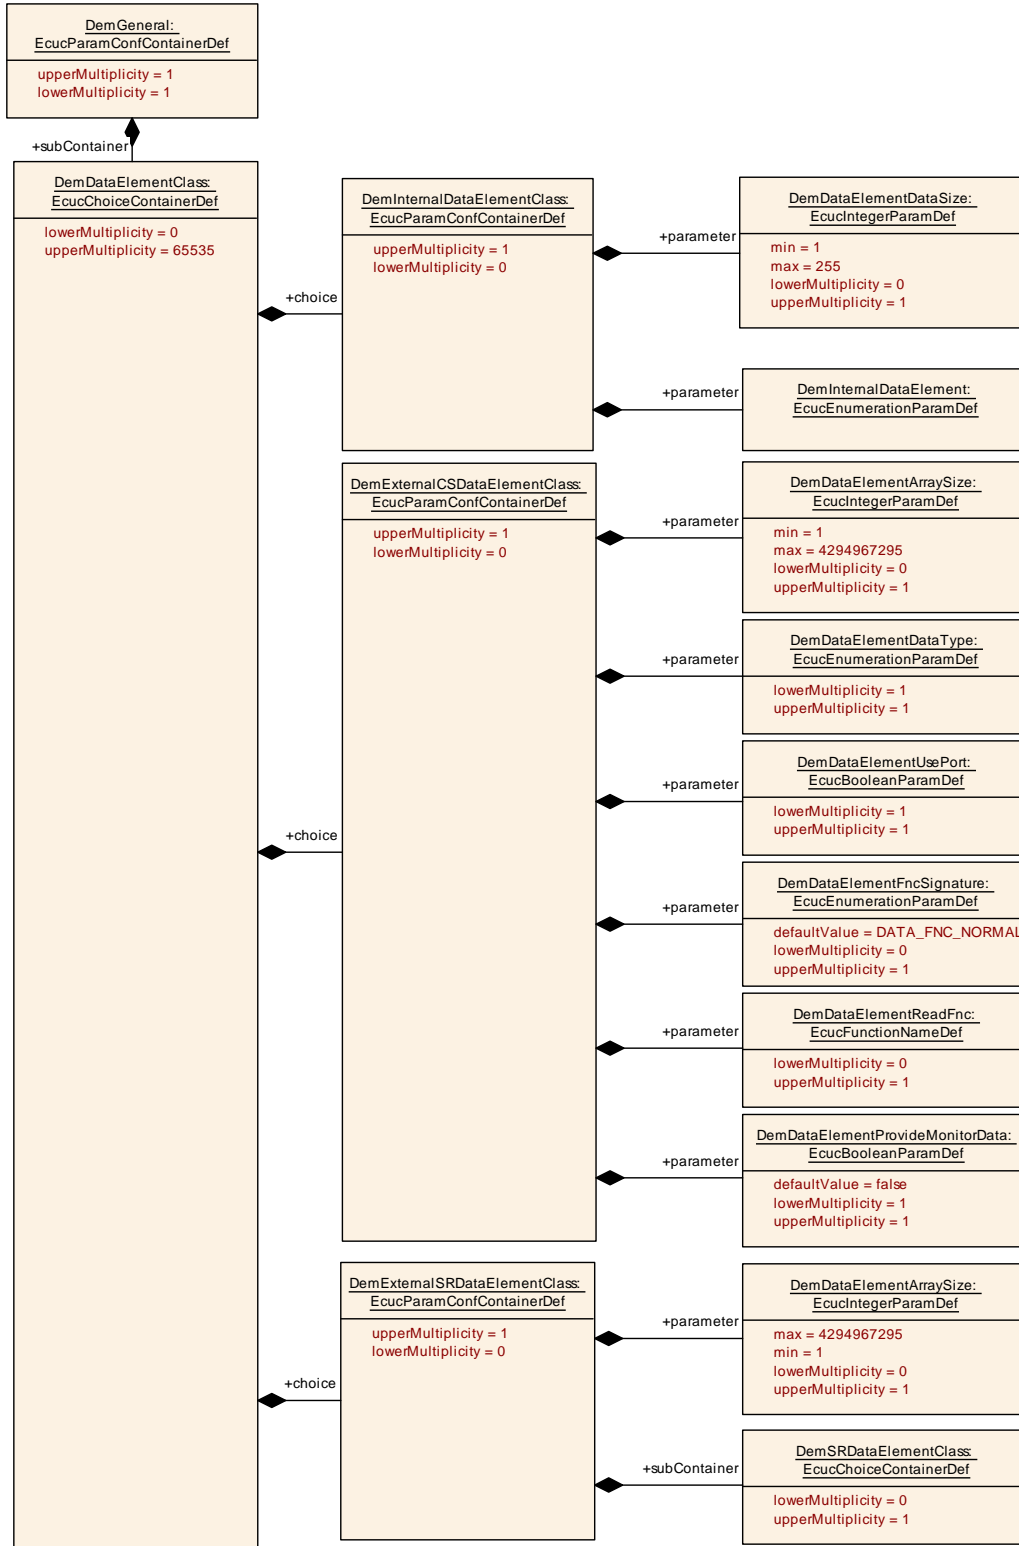 DemGeneral:
EcucParamConfContainerDef
upperMultiplicity = 1
lowerMultiplicity = 1
+subContainer
DemDataElementClass:
EcucChoiceContainerDef
lowerMultiplicity = 0
upperMultiplicity = 65535
+choice
DemInternalDataElementClass:
EcucParamConfContainerDef
upperMultiplicity = 1
lowerMultiplicity = 0
+parameter
DemDataElementDataSize:
EcucIntegerParamDef
min = 1
max = 255
lowerMultiplicity = 0
upperMultiplicity = 1
+parameter
DemInternalDataElement:
EcucEnumerationParamDef
+choice
DemExternalCSDataElementClass:
EcucParamConfContainerDef
upperMultiplicity = 1
lowerMultiplicity = 0
+parameter
DemDataElementArraySize:
EcucIntegerParamDef
min = 1
max = 4294967295
lowerMultiplicity = 0
upperMultiplicity = 1
+parameter
DemDataElementDataType:
EcucEnumerationParamDef
lowerMultiplicity = 1
upperMultiplicity = 1
+parameter
DemDataElementUsePort:
EcucBooleanParamDef
lowerMultiplicity = 1
upperMultiplicity = 1
+parameter
DemDataElementFncSignature:
EcucEnumerationParamDef
defaultValue = DATA_FNC_NORMAL
lowerMultiplicity = 0
upperMultiplicity = 1
+parameter
DemDataElementReadFnc:
EcucFunctionNameDef
lowerMultiplicity = 0
upperMultiplicity = 1
+parameter
DemDataElementProvideMonitorData:
EcucBooleanParamDef
defaultValue = false
lowerMultiplicity = 1
upperMultiplicity = 1
+choice
DemExternalSRDataElementClass:
EcucParamConfContainerDef
upperMultiplicity = 1
lowerMultiplicity = 0
+parameter
DemDataElementArraySize:
EcucIntegerParamDef
max = 4294967295
min = 1
lowerMultiplicity = 0
upperMultiplicity = 1
+subContainer
DemSRDataElementClass:
EcucChoiceContainerDef
lowerMultiplicity = 0
upperMultiplicity = 1